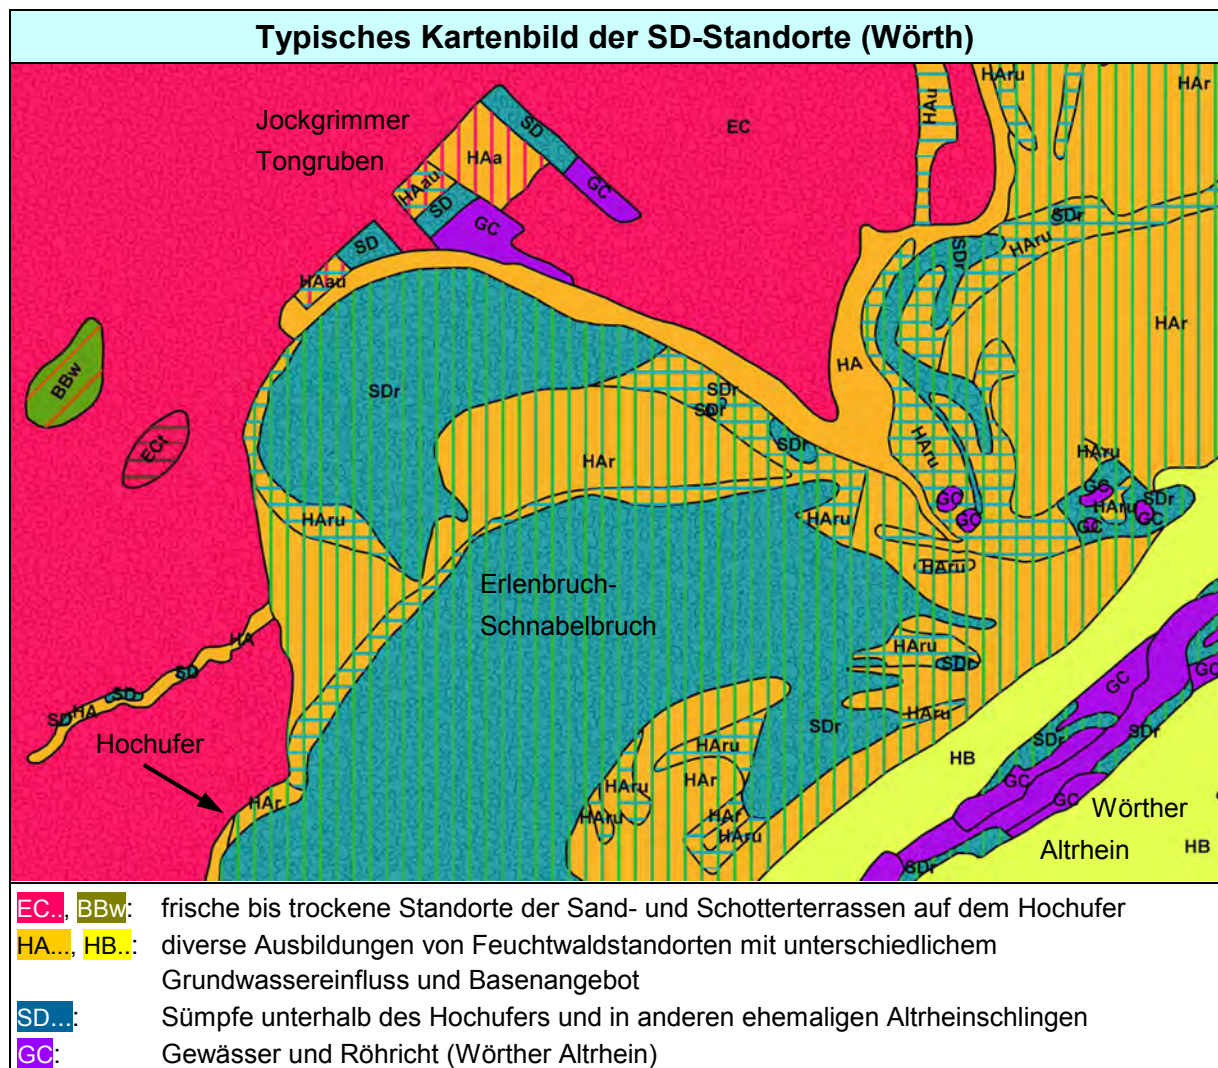 Typisches Kartenbild der SD-Standorte (Wörth)
Jockgrimmer
Tongruben
EC
SD
HAa
HAau
SD
GC
GC
SD
HAau
HAu
HAru
HAr
SDr
SDr
HAru
HAr
HA
BBw
ECt
SDr
SDr
SDr
SDr
HAr
HAru
HAru
HAru
HAru
GC
GC
HAru
GC
SDr
HAru
GC
GC
Erlenbruch-
Schnabelbruch
HAru
SDr
HAru
SDr
HA
SD
SD
SD
HA
Hochufer
HAr
HAru
HAru
HAr
HAru
HAr
HAru
HB
GC
GC
SDr
SDr
GC
GC
Wörther
Altrhein
HB
SDr
EC.., BBw: frische bis trockene Standorte der Sand- und Schotterterrassen auf dem Hochufer
HA..., HB..: diverse Ausbildungen von Feuchtwaldstandorten mit unterschiedlichem
Grundwassereinfluss und Basenangebot
SD...: Sümpfe unterhalb des Hochufers und in anderen ehemaligen Altrheinschlingen
GC: Gewässer und Röhricht (Wörther Altrhein)